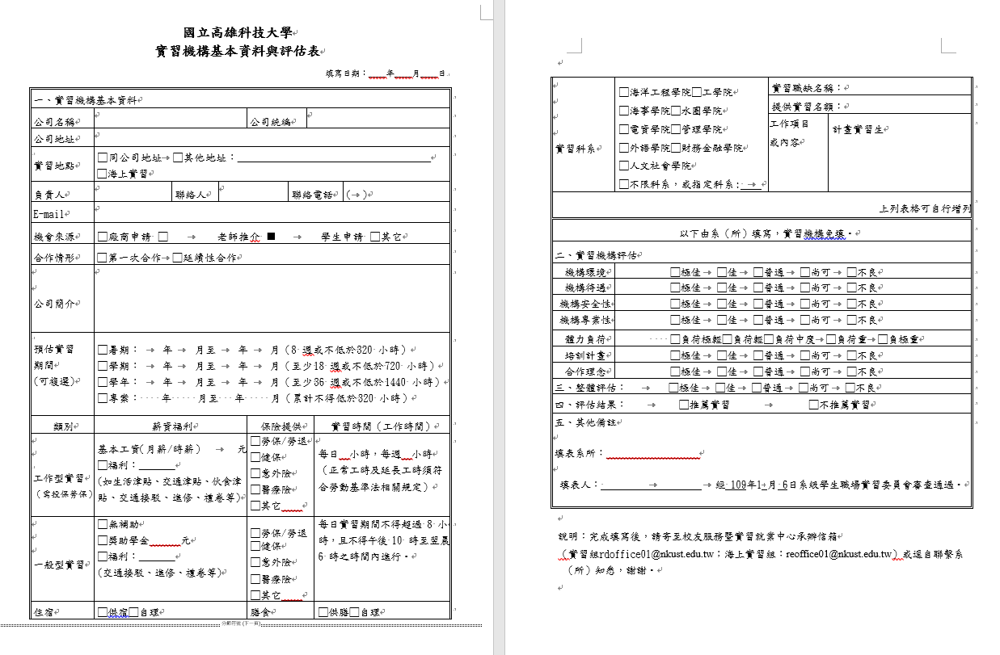 國立高雄科技大學
實習機構基本資料與評估表
填寫日期：____年____月____日
一、實習機構基本資料
公司名稱 公司統編
公司地址
實習地點 □同公司地址→□其他地址：
□海上實習
負責人 聯絡人 聯絡電話 (→)
E-mail
機會來源 □廠商申請 □ → 老師推介 ■ → 學生申請 □其它
合作情形 □第一次合作→□延續性合作
公司簡介
預估實習
期間
(可複選)
□暑期： → 年 → 月至 → 年 → 月（8 週或不低於320 小時）
□學期： → 年 → 月至 → 年 → 月（至少18 週或不低於720 小時）
□學年： → 年 → 月至 → 年 → 月（至少36 週或不低於1440 小時）
□專案： 年 月至 年 月（累計不得低於320 小時）
類別 薪資福利 保險提供 實習時間（工作時間）
工作型實習
（需投保勞保）
基本工資(月薪/時薪) → 元
□福利：______
(如生活津貼、交通津貼、伙食津
貼、交通接駁、進修、禮卷等)
□勞保/勞退
□健保
□意外險
□醫療險
□其它____
每日__小時，每週__小時
（正常工時及延長工時須符
合勞動基準法相關規定）
一般型實習
□無補助
□獎助學金______元
□福利：______
(交通接駁、進修、禮卷等)
□勞保/勞退
□健保
□意外險
□醫療險
□其它____
每日實習期間不得超過 8 小
時，且不得午後 10 時至翌晨
6 時之時間內進行。
住宿 □供宿□自理 膳食 □供膳□自理
分節符號 (下一頁)
實習科系
□海洋工程學院□工學院
□海事學院□水圈學院
□電資學院□管理學院
□外語學院□財務金融學院
□人文社會學院
□不限科系，或指定科系：__→__
實習職缺名稱：
提供實習名額：
工作項目
或內容
計畫實習生
上列表格可自行增列
以下由系（所）填寫，實習機構免填。
二、實習機構評估
機構環境 □極佳→ □佳→ □普通→ □尚可→ □不良
機構待遇 □極佳→ □佳→ □普通→ □尚可→ □不良
機構安全性 □極佳→ □佳→ □普通→ □尚可→ □不良
機構專業性 □極佳→ □佳→ □普通→ □尚可→ □不良
體力負荷 □負荷極輕□負荷輕□負荷中度→□負荷重→□負極重
培訓計畫 □極佳→ □佳→ □普通→ □尚可→ □不良
合作理念 □極佳→ □佳→ □普通→ □尚可→ □不良
三、整體評估： → □極佳→ □佳→ □普通→ □尚可→ □不良
四、評估結果： → □推薦實習 → □不推薦實習
五、其他備註
填表系所：
填表人： → → 經 109年1→月 6日系級學生職場實習委員會審查通過。
說明：完成填寫後，請寄至校友服務暨實習就業中心承辦信箱
（實習組rdoffice01@nkust.edu.tw；海上實習組：reoffice01@nkust.edu.tw）或逕自聯繫系
（所）知悉，謝謝。